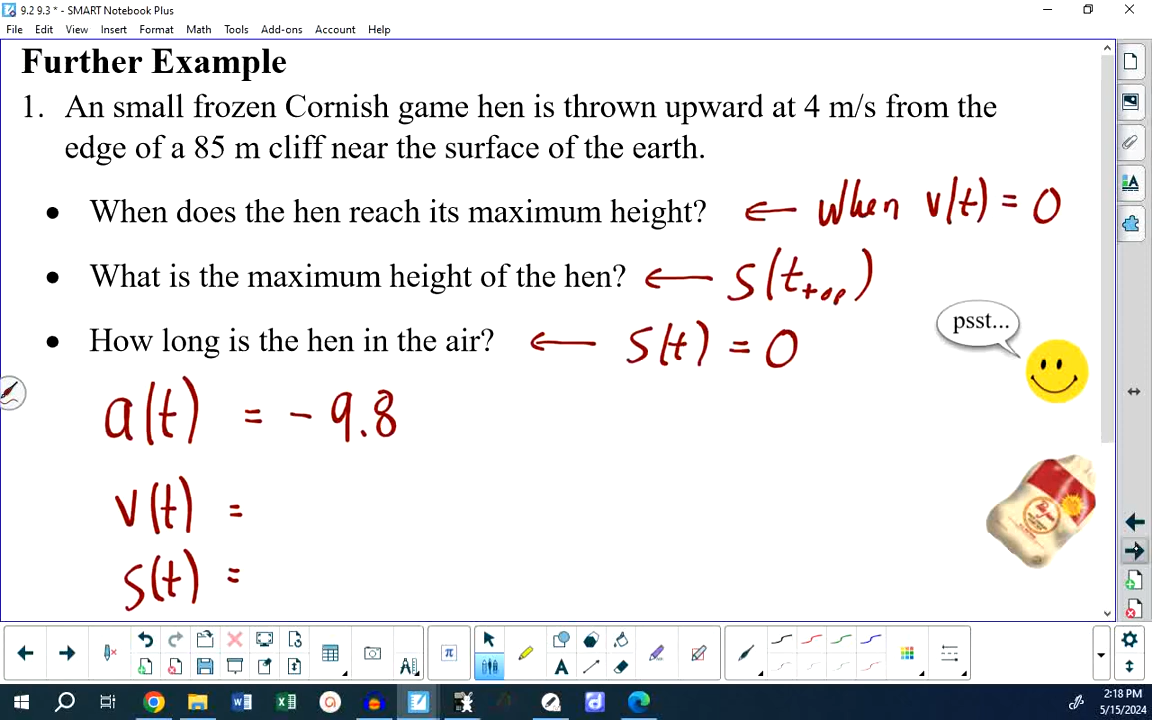 9.2 9.3 * - SMART Notebook Plus
File Edit View Insert Format Math Tools Add-ons Account Help
Further Example
1. An small frozen Cornish game hen is thrown upward at 4 m/s from the
edge of a 85 m cliff near the surface of the earth.
• When does the hen reach its maximum height? ← when v(t) = 0
• What is the maximum height of the hen? ← s(t_top)
psst...
• How long is the hen in the air? ← s(t) = 0
a(t) = - 9.8
v(t) =
s(t) =
π
A
2:18 PM
5/15/2024